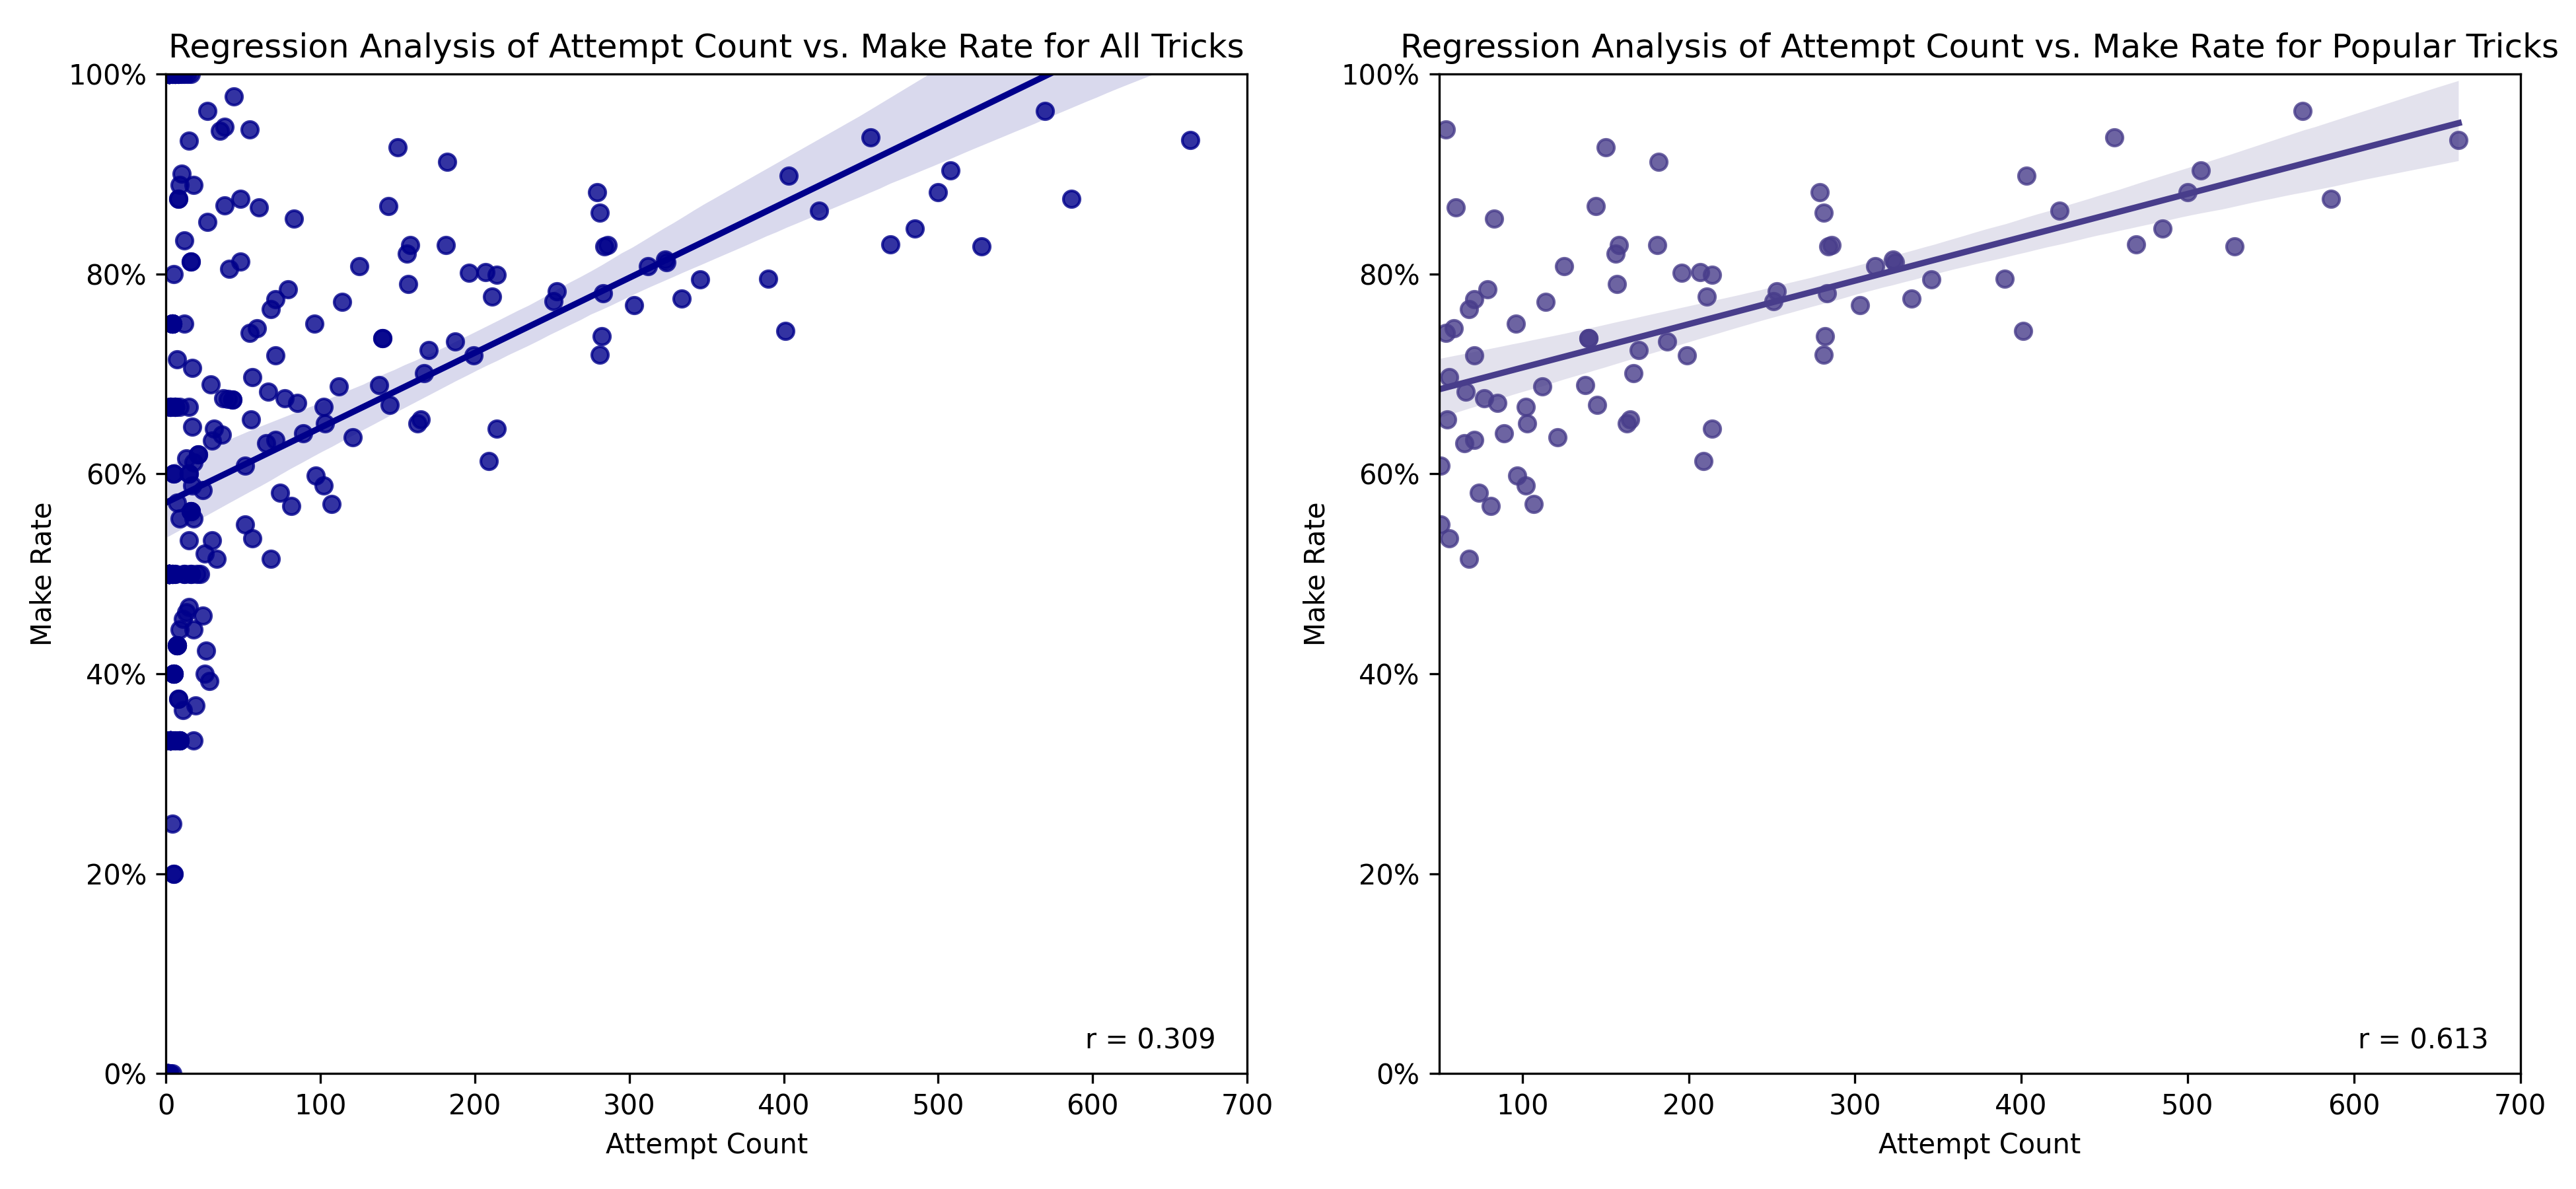 Regression Analysis of Attempt Count vs. Make Rate for All Tricks
100%
80%
60%
40%
20%
0%
Make Rate
0 100 200 300 400 500 600 700
Attempt Count
r = 0.309
Regression Analysis of Attempt Count vs. Make Rate for Popular Tricks
100%
80%
60%
40%
20%
0%
Make Rate
100 200 300 400 500 600 700
Attempt Count
r = 0.613